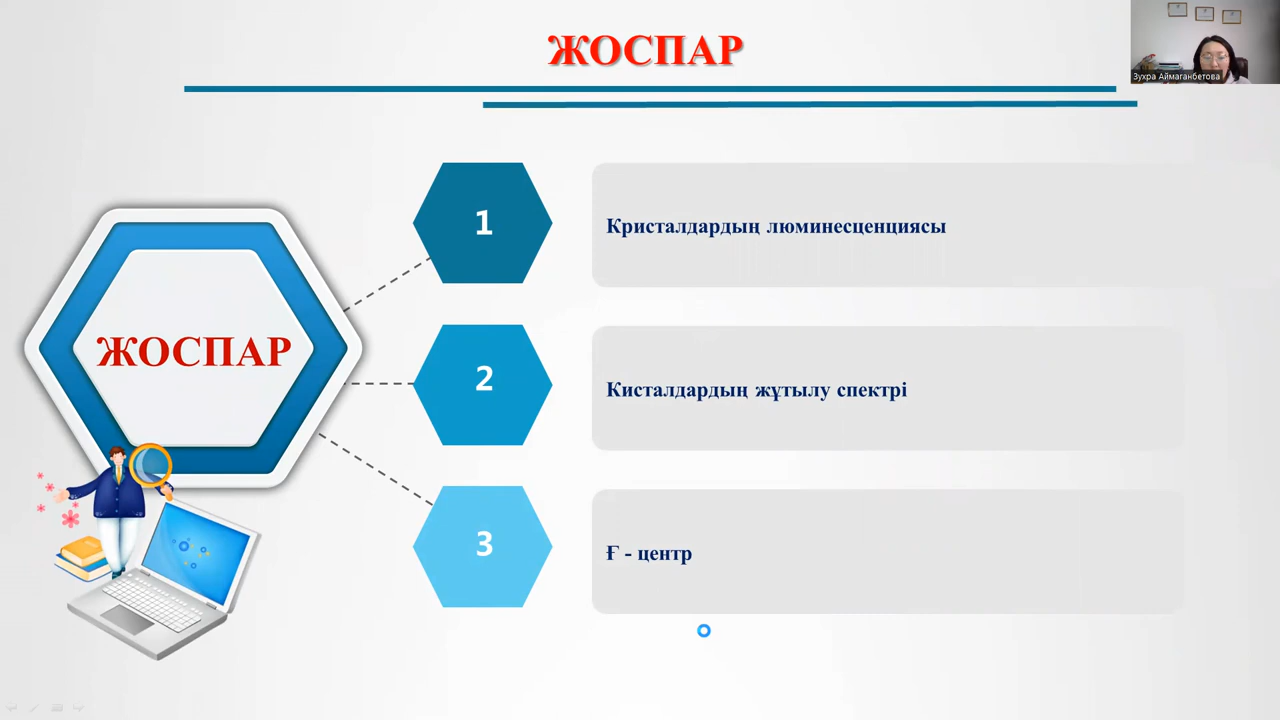 ЖОСПАР
Зухра Аймаганбетова
1
Кристалдардың люминесценциясы
ЖОСПАР
2
Кисталдардың жұтылу спектрі
3
Ғ - центр